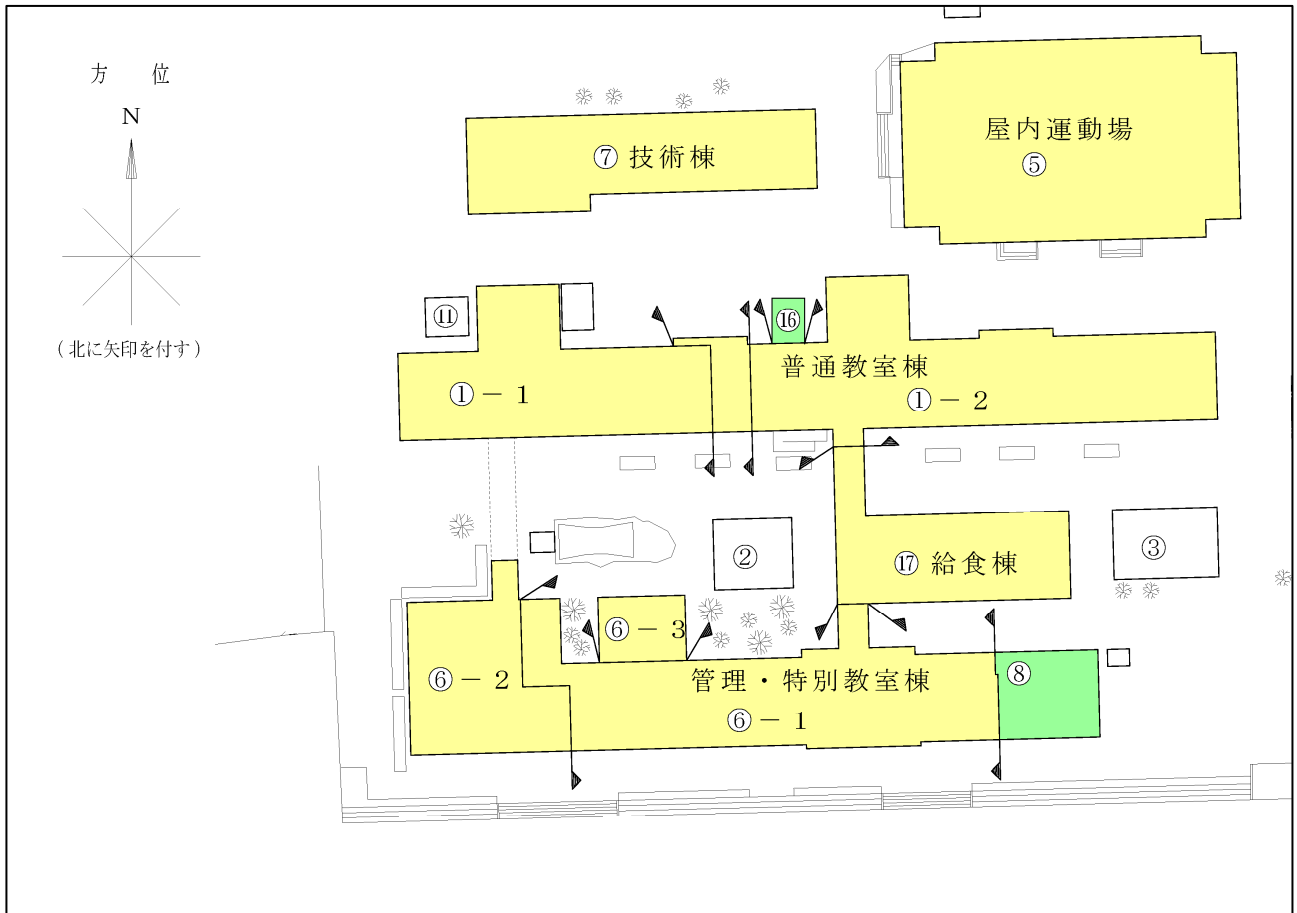 方　位
N
(北に矢印を付す)
屋内運動場
⑤
⑦ 技術棟
⑪
⑯
普通教室棟
①－1
①－2
②
⑰ 給食棟
③
⑥－3
⑥－2
管理・特別教室棟
⑧
⑥－1